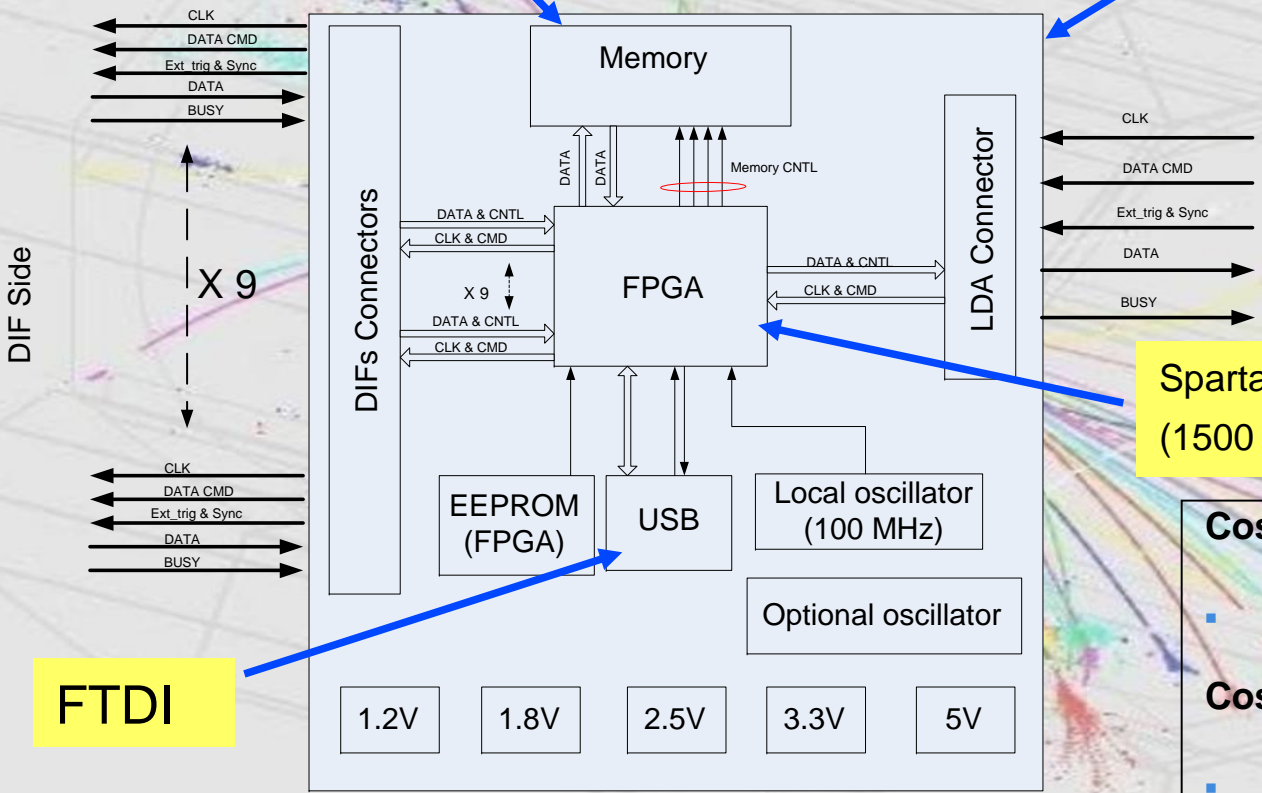 CLK
DATA CMD
Ext_trig & Sync
DATA
BUSY
DIF Side
X 9
CLK
DATA CMD
Ext_trig & Sync
DATA
BUSY
DIFs Connectors
Memory
DATA
DATA
Memory CNTL
DATA & CNTL
CLK & CMD
X 9
DATA & CNTL
CLK & CMD
FPGA
DATA & CNTL
CLK & CMD
LDA Connector
CLK
DATA CMD
Ext_trig & Sync
DATA
BUSY
EEPROM
(FPGA)
USB
Local oscillator
(100 MHz)
Optional oscillator
1.2V
1.8V
2.5V
3.3V
5V
FTDI
(1500